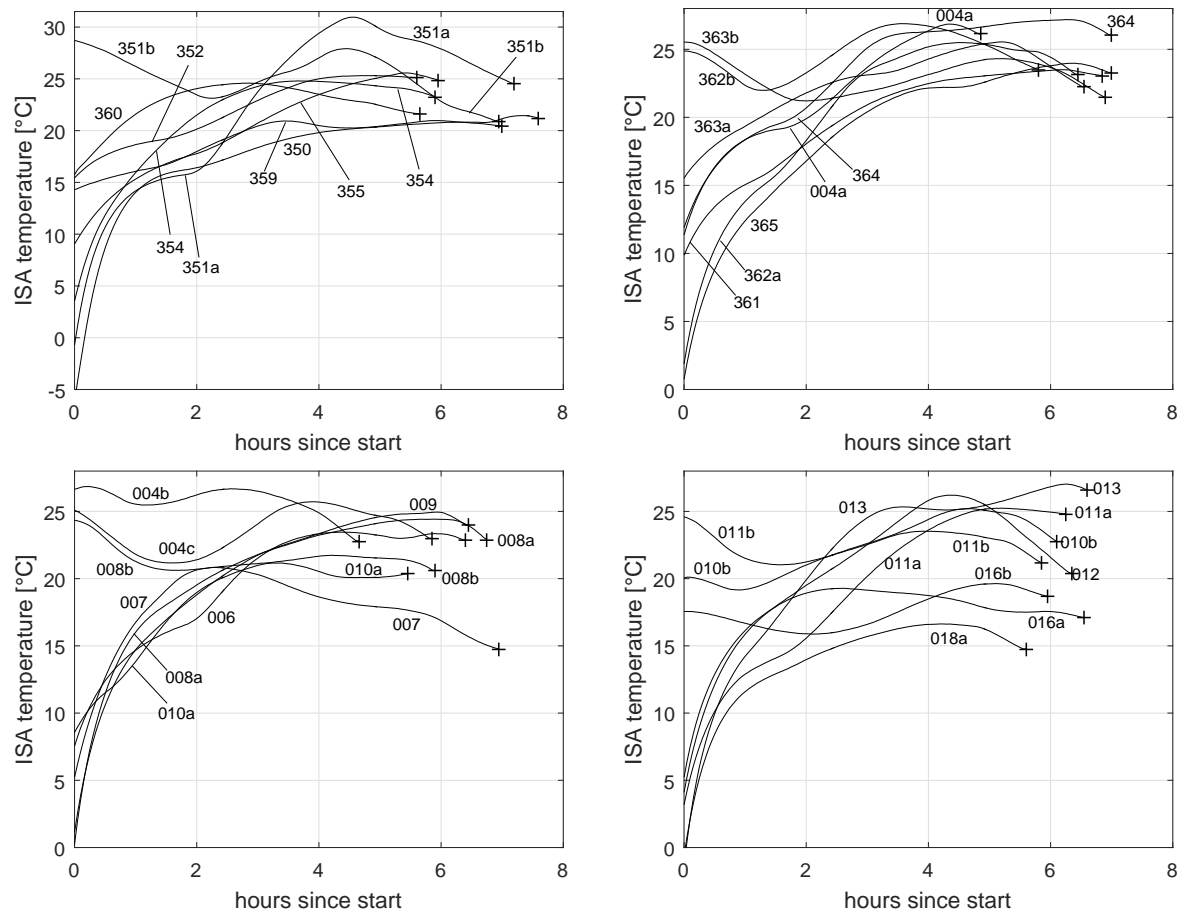 ISA temperature [°C]
30
25
20
15
10
5
0
-5
0
2
4
6
8
hours since start
351b
352
351a
351b
360
350
359
355
354
354
351a
ISA temperature [°C]
25
20
15
10
5
0
0
2
4
6
8
hours since start
363b
004a
364
362b
363a
364
004a
365
362a
361
ISA temperature [°C]
25
20
15
10
5
0
0
2
4
6
8
hours since start
004b
009
004c
008a
008b
010a
008b
007
006
007
008a
010a
ISA temperature [°C]
25
20
15
10
5
0
0
2
4
6
8
hours since start
013
013
011a
011b
010b
011b
010b
011a
012
016b
016a
018a